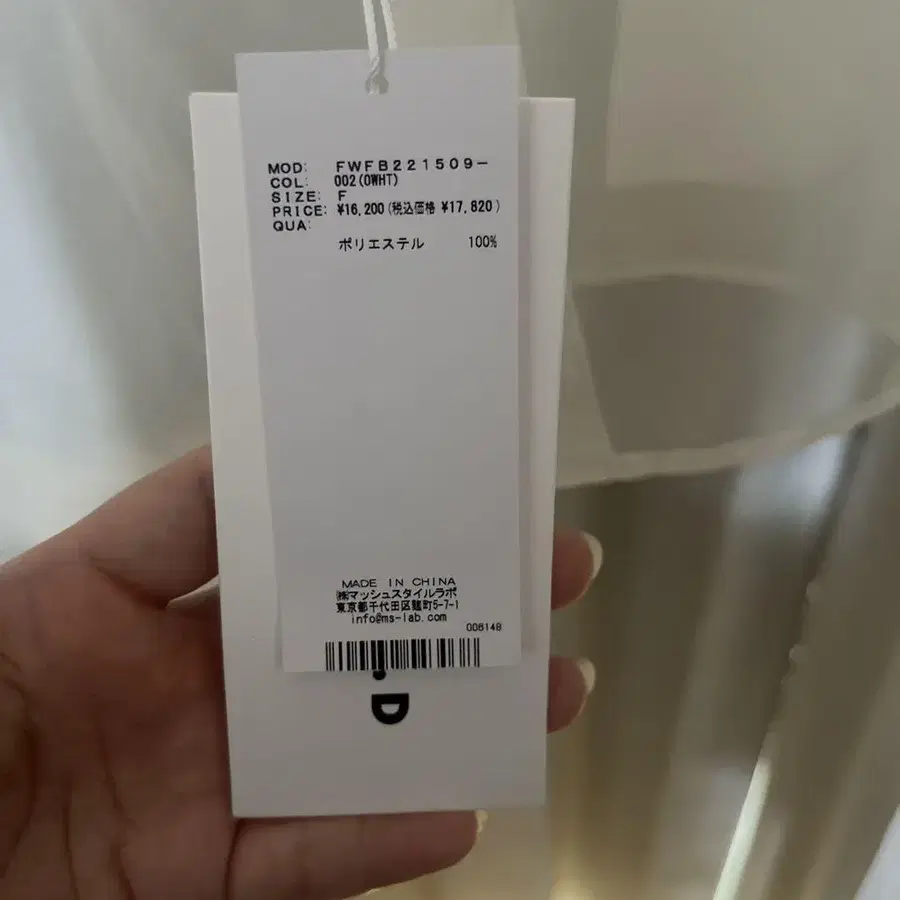 MOD: FWFB221509-
COL: 002(OWHT)
SIZE: F
PRICE: ¥16,200(税込価格 ¥17,820)
QUA:
ポリエステル 100%
MADE IN CHINA
㈱マッシュスタイルラボ
東京都千代田区麹町5-7-1
info@ms-lab.com
006148
D